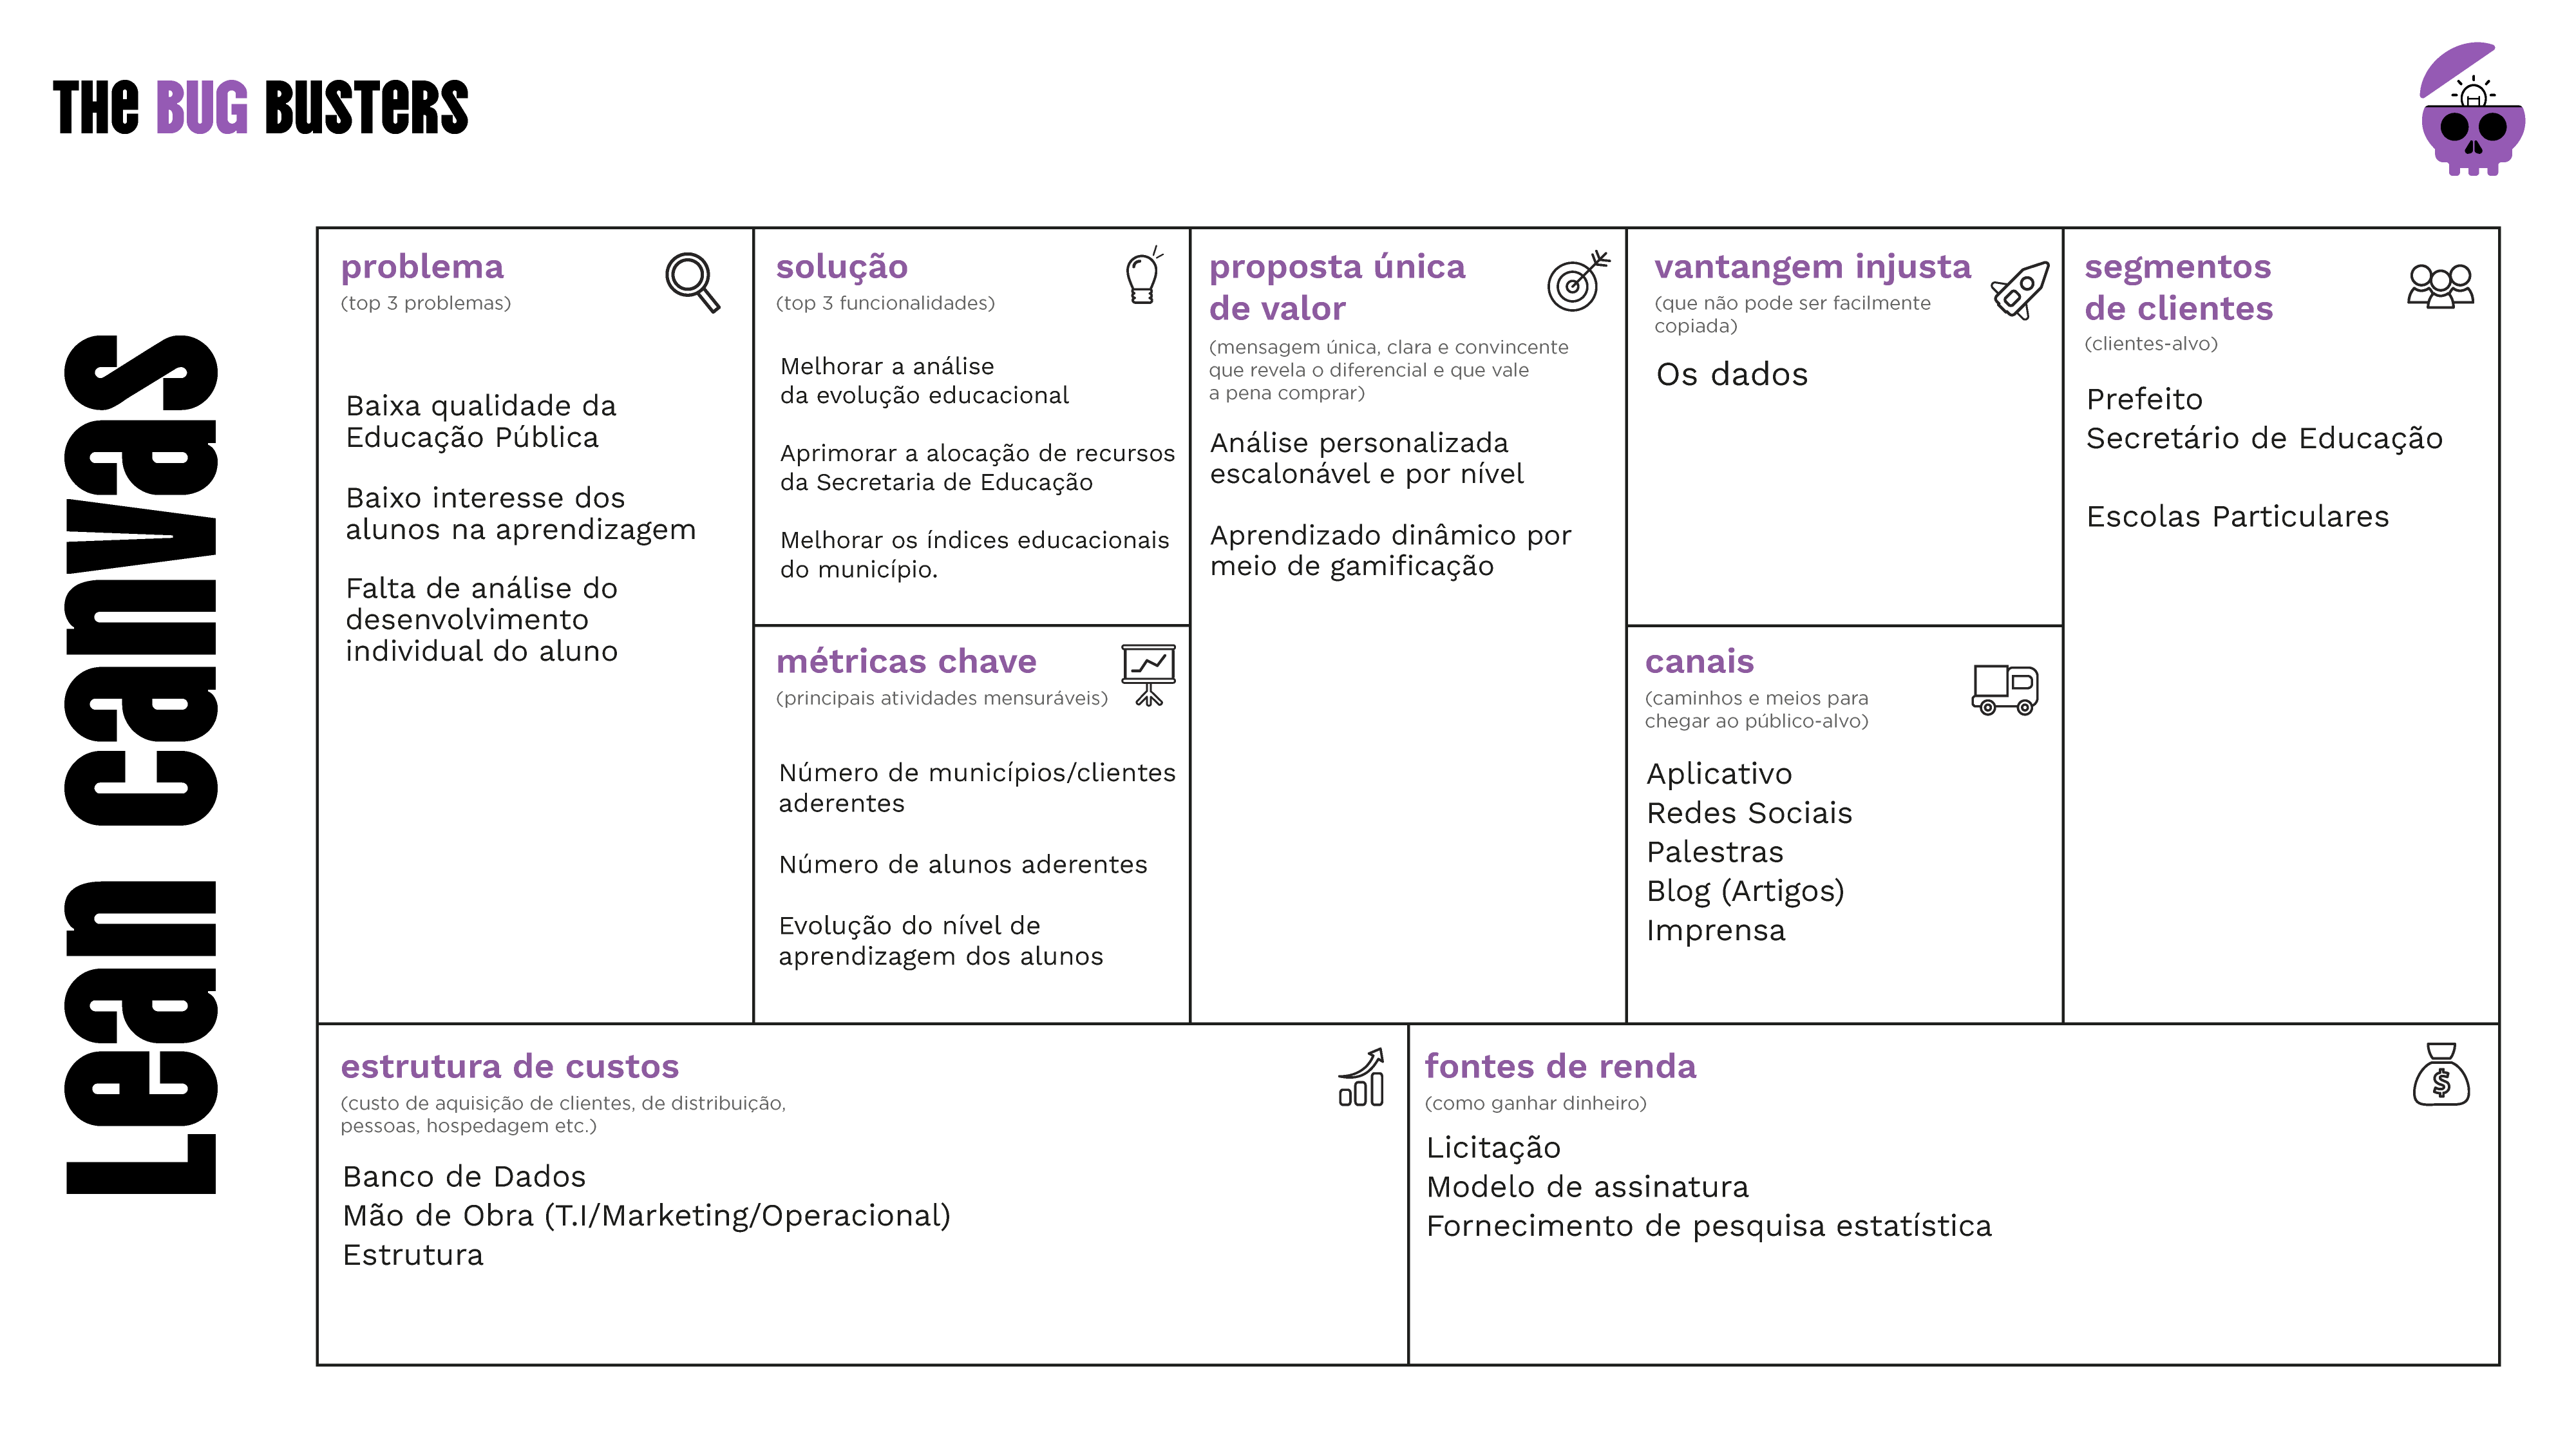 THE BUG BUSTERS
Lean canvas
problema
(top 3 problemas)
Baixa qualidade da
Educação Pública
Baixo interesse dos
alunos na aprendizagem
Falta de análise do
desenvolvimento
individual do aluno
solução
(top 3 funcionalidades)
Melhorar a análise
da evolução educacional
Aprimorar a alocação de recursos
da Secretaria de Educação
Melhorar os índices educacionais
do município.
métricas chave
(principais atividades mensuráveis)
Número de municípios/clientes
aderentes
Número de alunos aderentes
Evolução do nível de
aprendizagem dos alunos
proposta única
de valor
(mensagem única, clara e convincente
que revela o diferencial e que vale
a pena comprar)
Análise personalizada
escalonável e por nível
Aprendizado dinâmico por
meio de gamificação
vantangem injusta
(que não pode ser facilmente
copiada)
Os dados
canais
(caminhos e meios para
chegar ao público-alvo)
Aplicativo
Redes Sociais
Palestras
Blog (Artigos)
Imprensa
segmentos
de clientes
(clientes-alvo)
Prefeito
Secretário de Educação
Escolas Particulares
estrutura de custos
(custo de aquisição de clientes, de distribuição,
pessoas, hospedagem etc.)
Banco de Dados
Mão de Obra (T.I/Marketing/Operacional)
Estrutura
fontes de renda
(como ganhar dinheiro)
$
Licitação
Modelo de assinatura
Fornecimento de pesquisa estatística